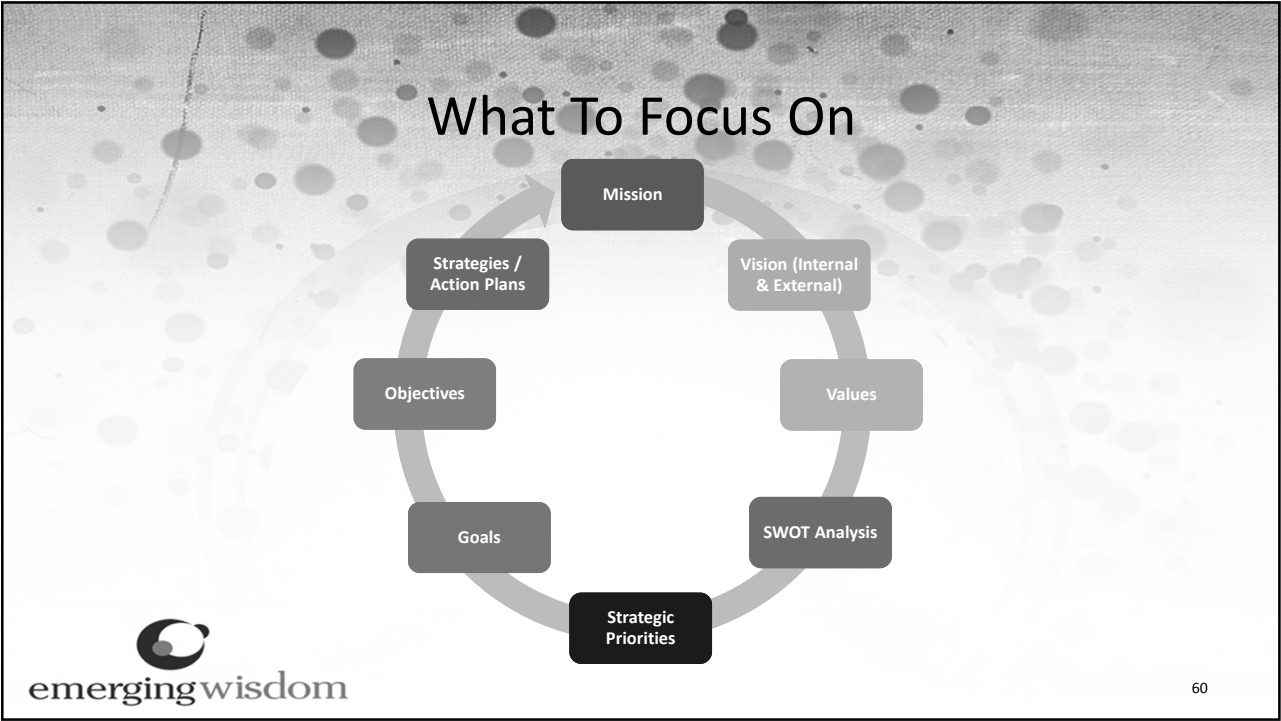 What To Focus On
Mission
Vision (Internal
& External)
Values
SWOT Analysis
Strategic
Priorities
Goals
Objectives
Strategies /
Action Plans
emergingwisdom
60